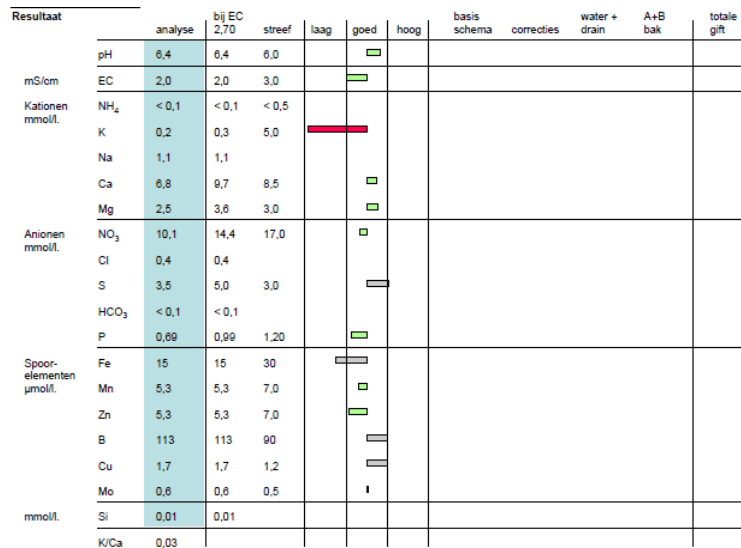 Resultaat analyse bij EC 2,70 streef laag goed hoog basis schema correcties water + drain A+B bak totale gift
pH 6,4 6,4 6,0
mS/cm EC 2,0 2,0 3,0
Kationen mmol/l. NH₄ < 0,1 < 0,1 < 0,5
K 0,2 0,3 5,0
Na 1,1 1,1
Ca 6,8 9,7 8,5
Mg 2,5 3,6 3,0
Anionen mmol/l. NO₃ 10,1 14,4 17,0
Cl 0,4 0,4
S 3,5 5,0 3,0
HCO₃ < 0,1 < 0,1
P 0,69 0,99 1,20
Spoor-elementen µmol/l. Fe 15 15 30
Mn 5,3 5,3 7,0
Zn 5,3 5,3 7,0
B 113 113 90
Cu 1,7 1,7 1,2
Mo 0,6 0,6 0,5
mmol/l. Si 0,01 0,01
K/Ca 0,03